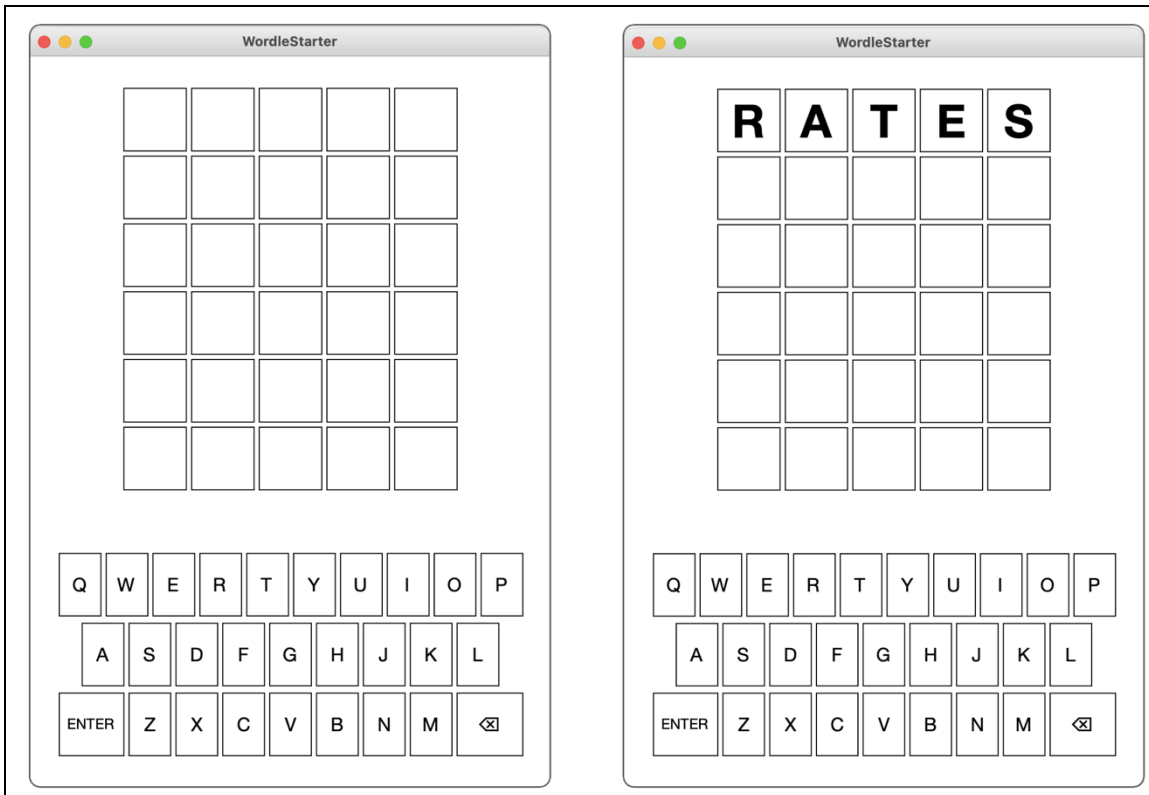 WordleStarter
Q W E R T Y U I O P
A S D F G H J K L
ENTER Z X C V B N M
WordleStarter
R A T E S
Q W E R T Y U I O P
A S D F G H J K L
ENTER Z X C V B N M